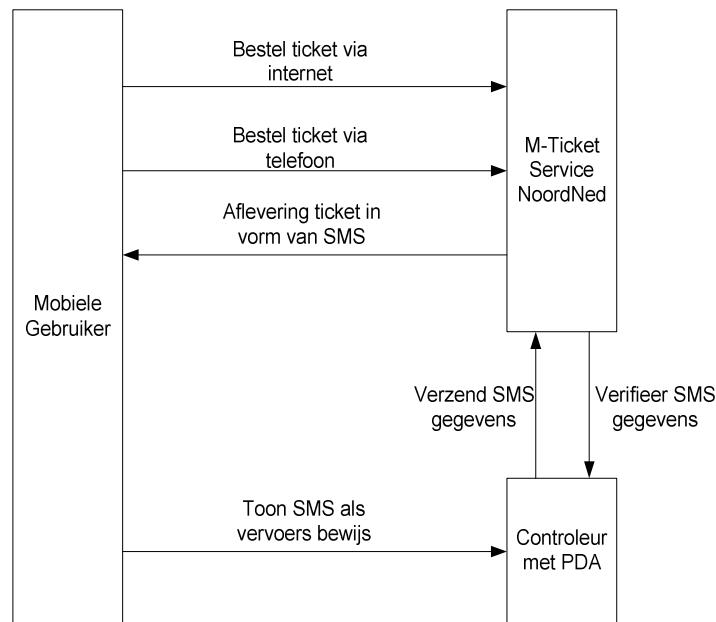 Bestel ticket via
internet
Bestel ticket via
telefoon
M-Ticket
Service
NoordNed
Aflevering ticket in
vorm van SMS
Mobiele
Gebruiker
Verzend SMS
gegevens
Verifieer SMS
gegevens
Toon SMS als
vervoers bewijs
Controleur
met PDA